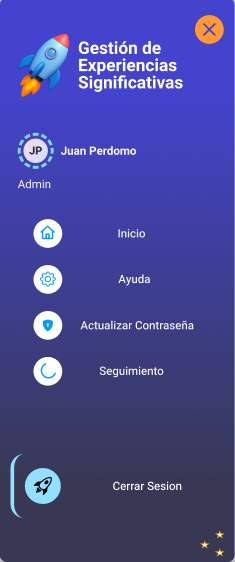 Gestión de
Experiencias
Significativas
JP
Juan Perdomo
Admin
Inicio
Ayuda
Actualizar Contraseña
Seguimiento
Cerrar Sesion